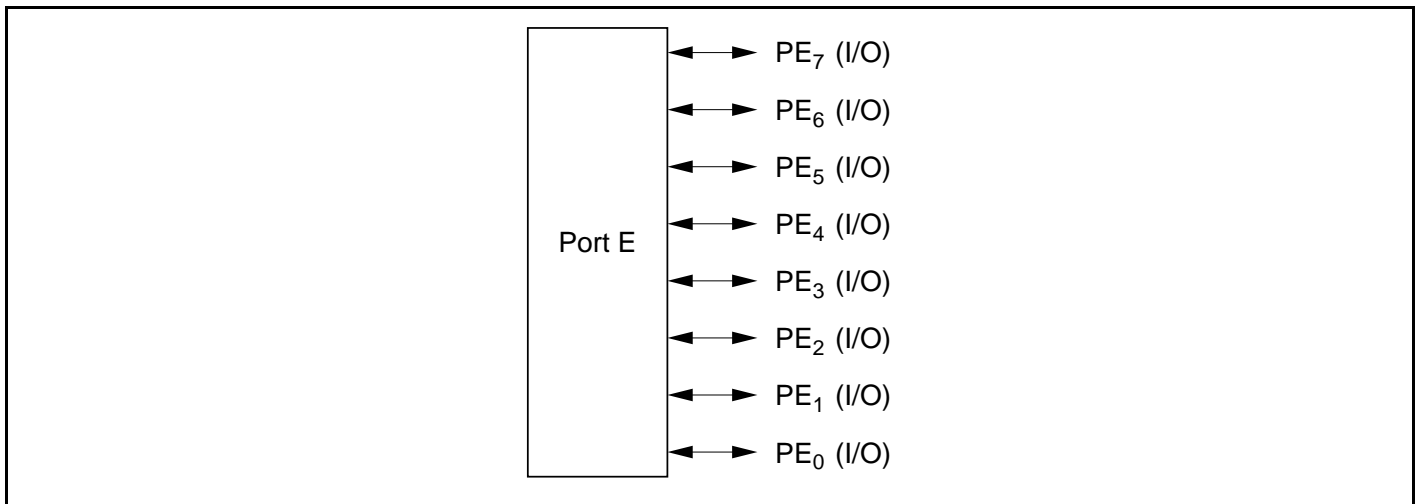 PE₇ (I/O)
PE₆ (I/O)
PE₅ (I/O)
PE₄ (I/O)
Port E
PE₃ (I/O)
PE₂ (I/O)
PE₁ (I/O)
PE₀ (I/O)